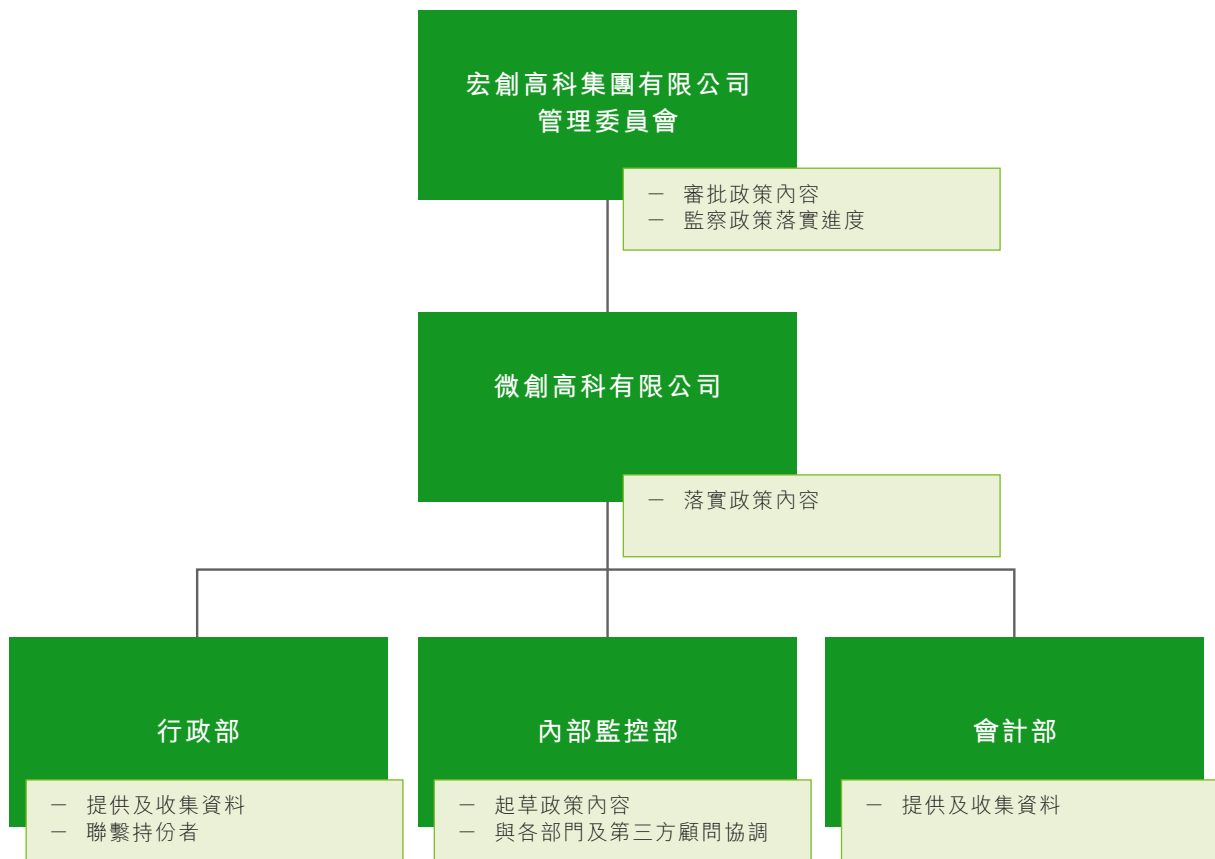 宏創高科集團有限公司
管理委員會
－ 審批政策內容
－ 監察政策落實進度
微創高科有限公司
－ 落實政策內容
行政部
－ 提供及收集資料
－ 聯繫持份者
內部監控部
－ 起草政策內容
－ 與各部門及第三方顧問協調
會計部
－ 提供及收集資料